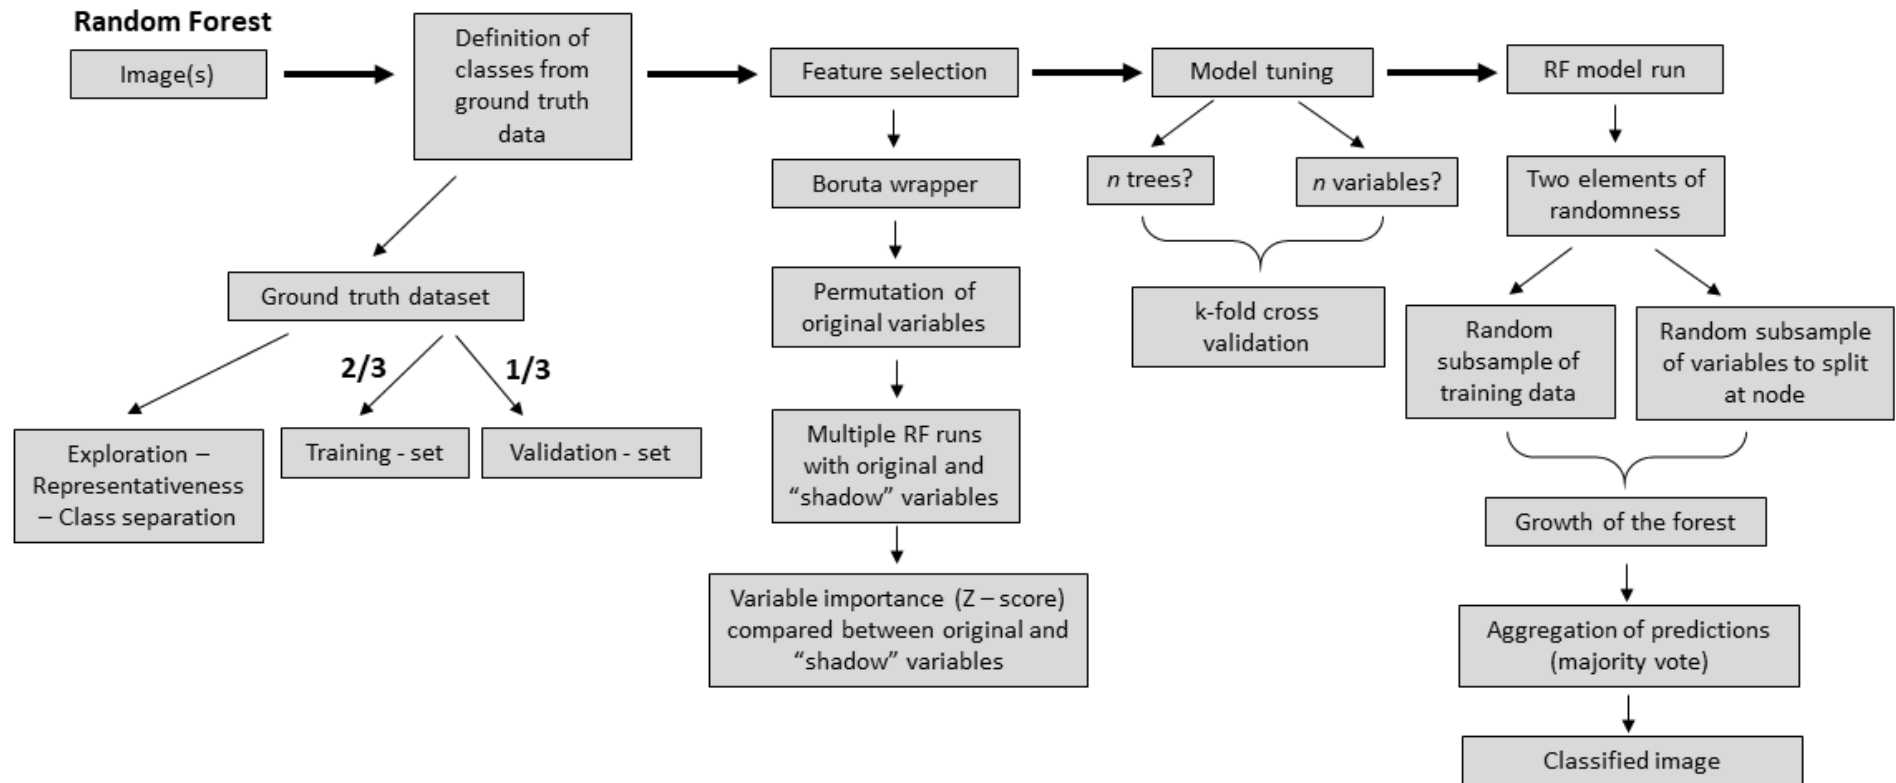 Random Forest
Image(s)
Definition of
classes from
ground truth
data
Feature selection
Model tuning
RF model run
Ground truth dataset
2/3
1/3
Exploration –
Representativeness
– Class separation
Training - set
Validation - set
Boruta wrapper
Permutation of
original variables
Multiple RF runs
with original and
“shadow” variables
Variable importance (Z – score)
compared between original and
“shadow” variables
n trees?
n variables?
k-fold cross
validation
Two elements of
randomness
Random
subsample of
training data
Random subsample
of variables to split
at node
Growth of the forest
Aggregation of predictions
(majority vote)
Classified image